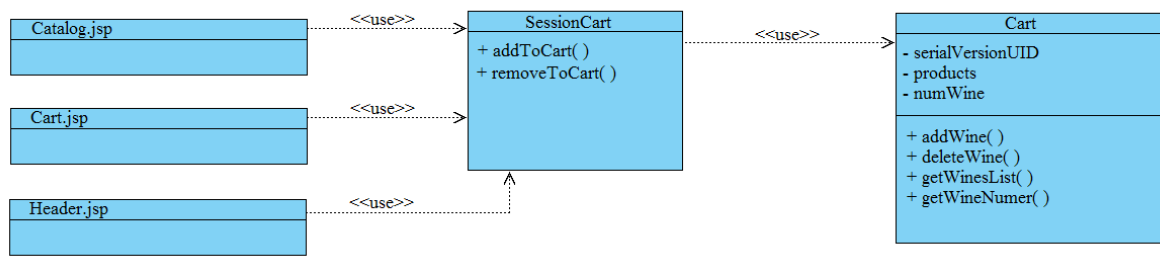 Catalog.jsp
<<use>>
SessionCart
+ addToCart( )
+ removeToCart( )
<<use>>
Cart
- serialVersionUID
- products
- numWine
+ addWine( )
+ deleteWine( )
+ getWinesList( )
+ getWineNumer( )
Cart.jsp
<<use>>
Header.jsp
<<use>>